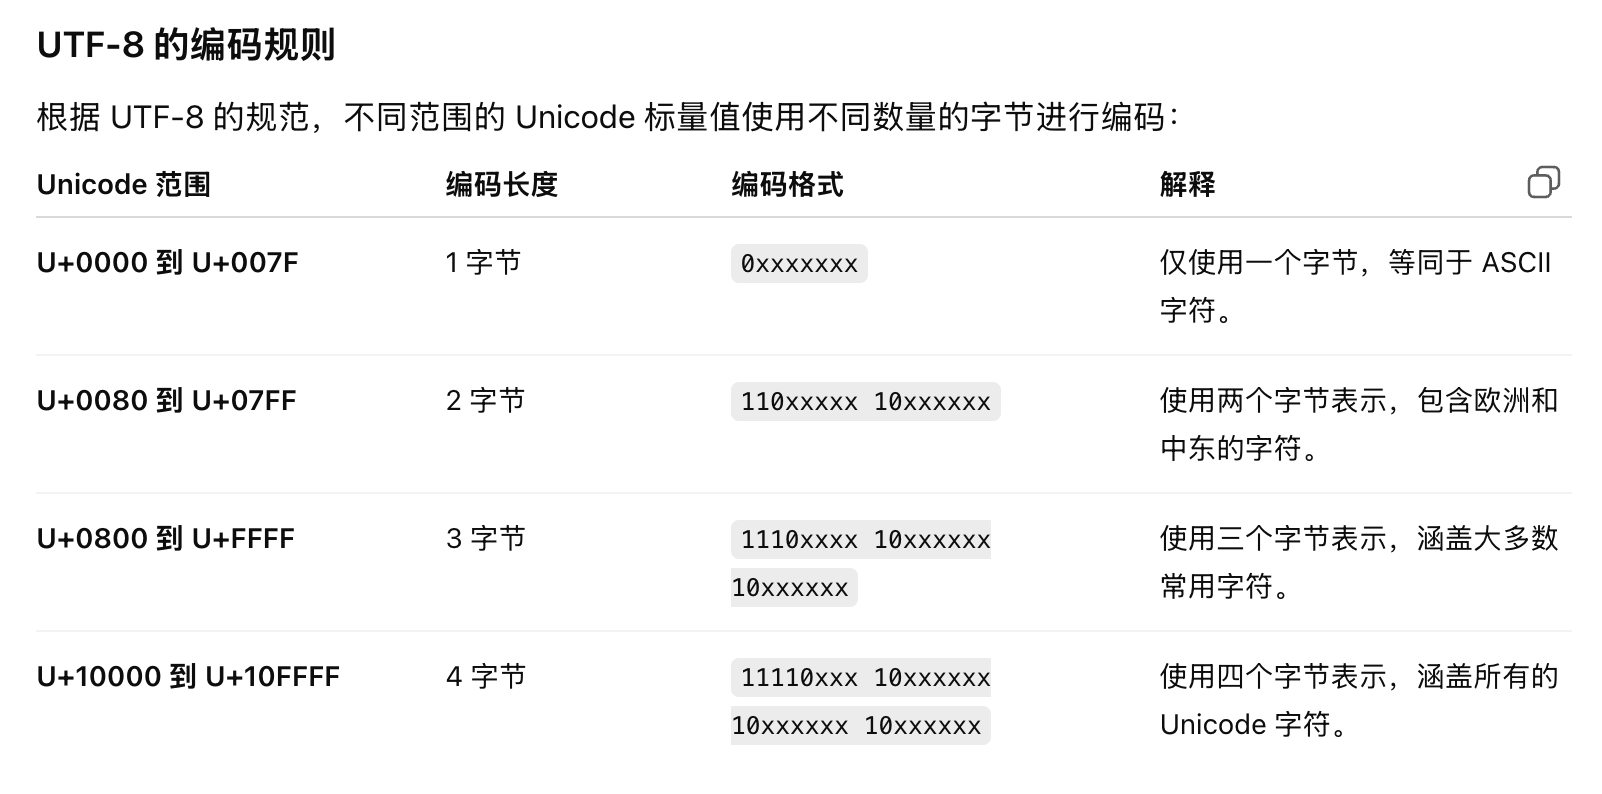 UTF-8 的编码规则
根据 UTF-8 的规范，不同范围的 Unicode 标量值使用不同数量的字节进行编码：
Unicode 范围 编码长度 编码格式 解释
U+0000 到 U+007F 1 字节 0xxxxxxx 仅使用一个字节，等同于 ASCII
字符。
U+0080 到 U+07FF 2 字节 110xxxxx 10xxxxxx 使用两个字节表示，包含欧洲和
中东的字符。
U+0800 到 U+FFFF 3 字节 1110xxxx 10xxxxxx 使用三个字节表示，涵盖大多数
10xxxxxx 常用字符。
U+10000 到 U+10FFFF 4 字节 11110xxx 10xxxxxx 使用四个字节表示，涵盖所有的
10xxxxxx 10xxxxxx Unicode 字符。